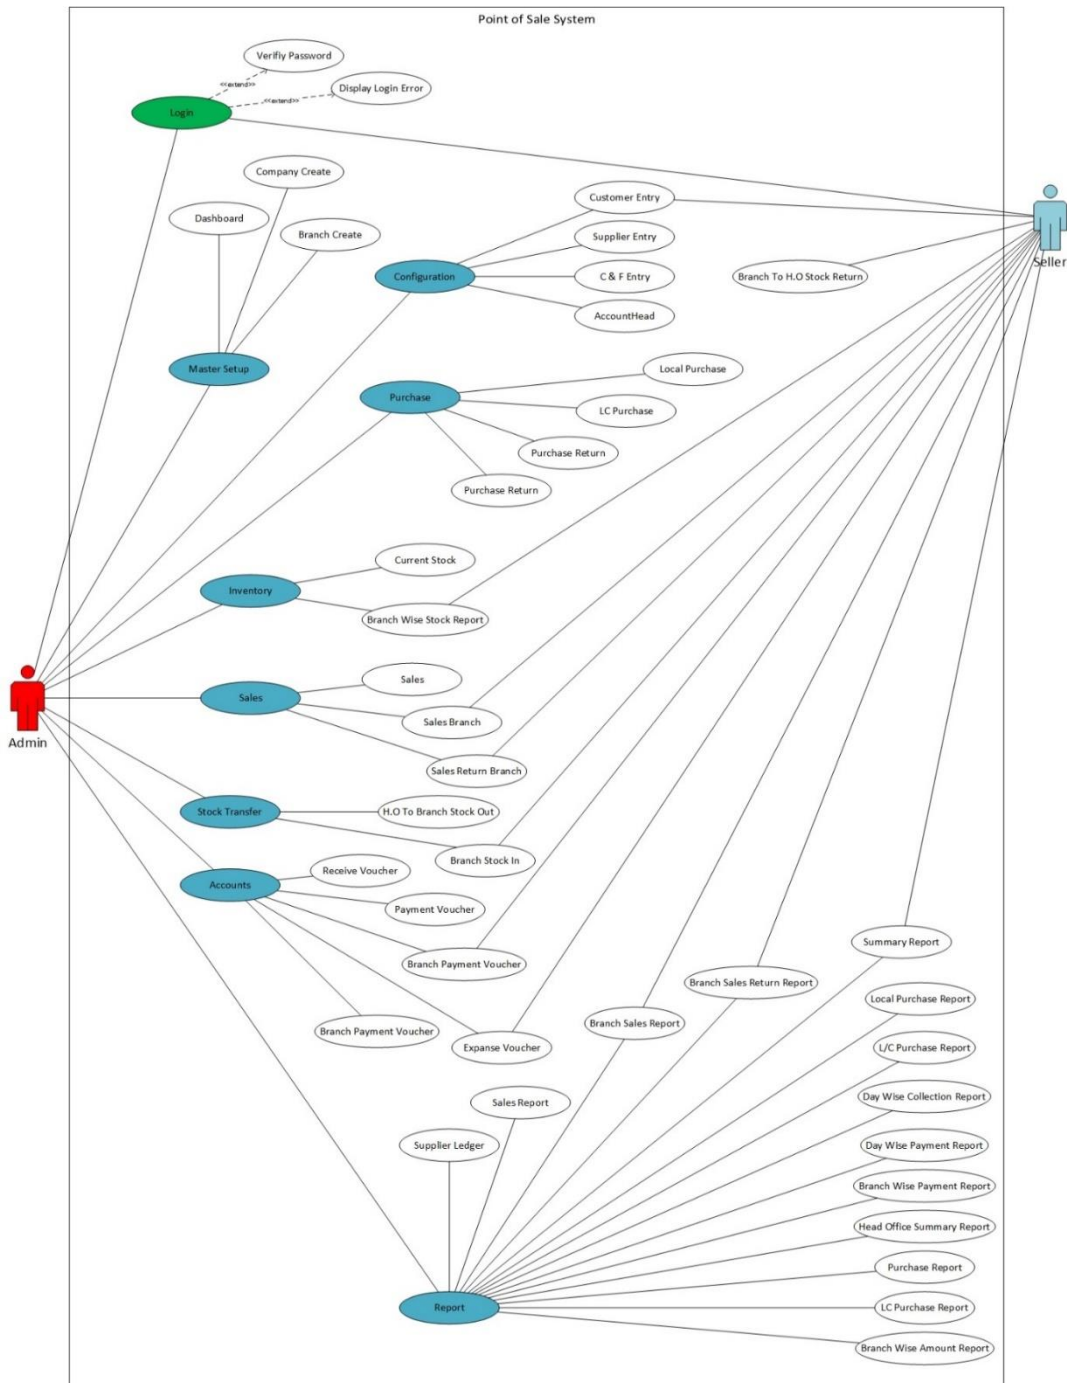 Point of Sale System
Verifiy Password
<<extend>>
Display Login Error
<<extend>>
Login
Company Create
Customer Entry
Dashboard
Branch Create
Supplier Entry
Seller
Configuration
C & F Entry
Branch To H.O Stock Return
AccountHead
Master Setup
Local Purchase
Purchase
LC Purchase
Purchase Return
Purchase Return
Current Stock
Inventory
Branch Wise Stock Report
Sales
Sales
Sales Branch
Admin
Sales Return Branch
Stock Transfer
H.O To Branch Stock Out
Branch Stock In
Receive Voucher
Accounts
Payment Voucher
Summary Report
Branch Payment Voucher
Branch Sales Return Report
Local Purchase Report
Branch Sales Report
Branch Payment Voucher
Expanse Voucher
L/C Purchase Report
Day Wise Collection Report
Sales Report
Supplier Ledger
Day Wise Payment Report
Branch Wise Payment Report
Head Office Summary Report
Purchase Report
Report
LC Purchase Report
Branch Wise Amount Report